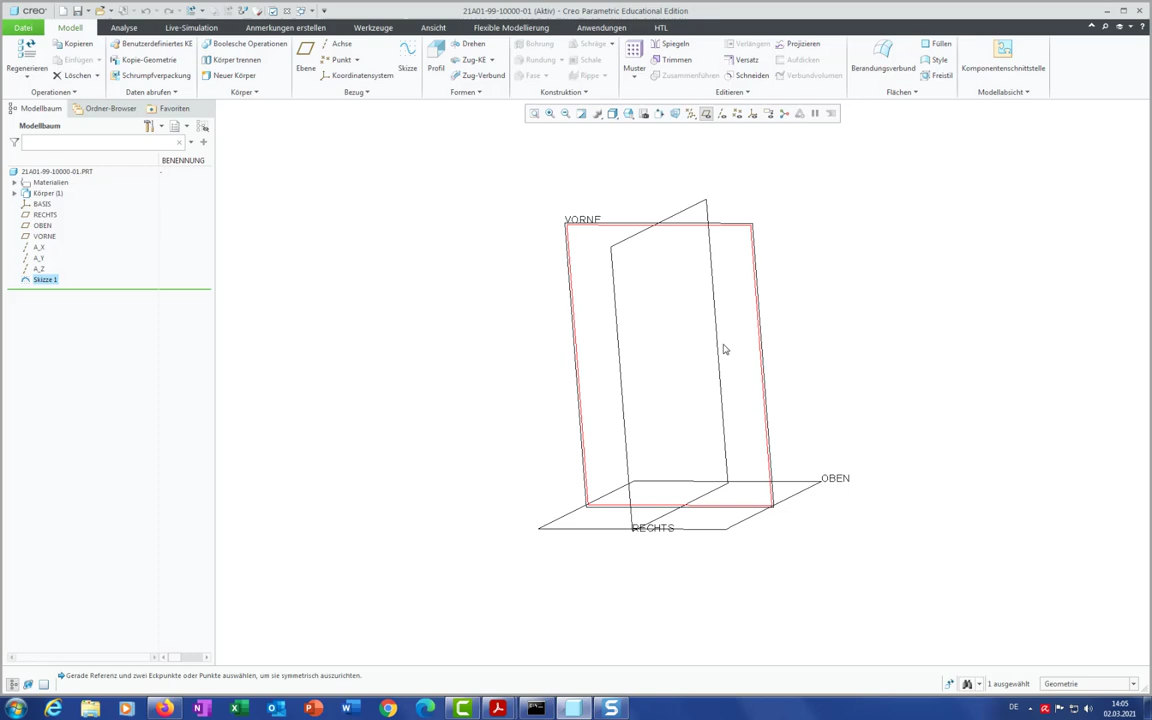 creo 21A01-99-10000-01 (Aktiv) - Creo Parametric Educational Edition
Datei Modell Analyse Live-Simulation Anmerkungen erstellen Werkzeuge Ansicht Flexible Modellierung Anwendungen HTL
Regenerieren Kopieren Einfügen Löschen
Benutzerdefiniertes KE Kopie-Geometrie Schrumpfverpackung
Boolesche Operationen Körper trennen Neuer Körper
Ebene Achse Punkt Koordinatensystem Skizze
Profil Drehen Zug-KE Zug-Verbund
Bohrung Rundung Fase Schräge Schale Rippe
Muster Spiegeln Trimmen Zusammenführen Verlängern Versatz Schneiden Projizieren Aufdicken Verbundvolumen
Berandungsverbund Füllen Style Freistil
Komponentenschnittstelle
Operationen Daten abrufen Körper Bezug Formen Konstruktion Editieren Flächen Modellabsicht
Modellbaum Ordner-Browser Favoriten
Modellbaum
BENENNUNG
21A01-99-10000-01.PRT -
Materialien
Körper (1)
BASIS
RECHTS
OBEN
VORNE
A_X
A_Y
A_Z
Skizze 1
VORNE
OBEN
RECHTS
Gerade Referenz und zwei Eckpunkte oder Punkte auswählen, um sie symmetrisch auszurichten.
1 ausgewählt Geometrie
DE 14:05
02.03.2021